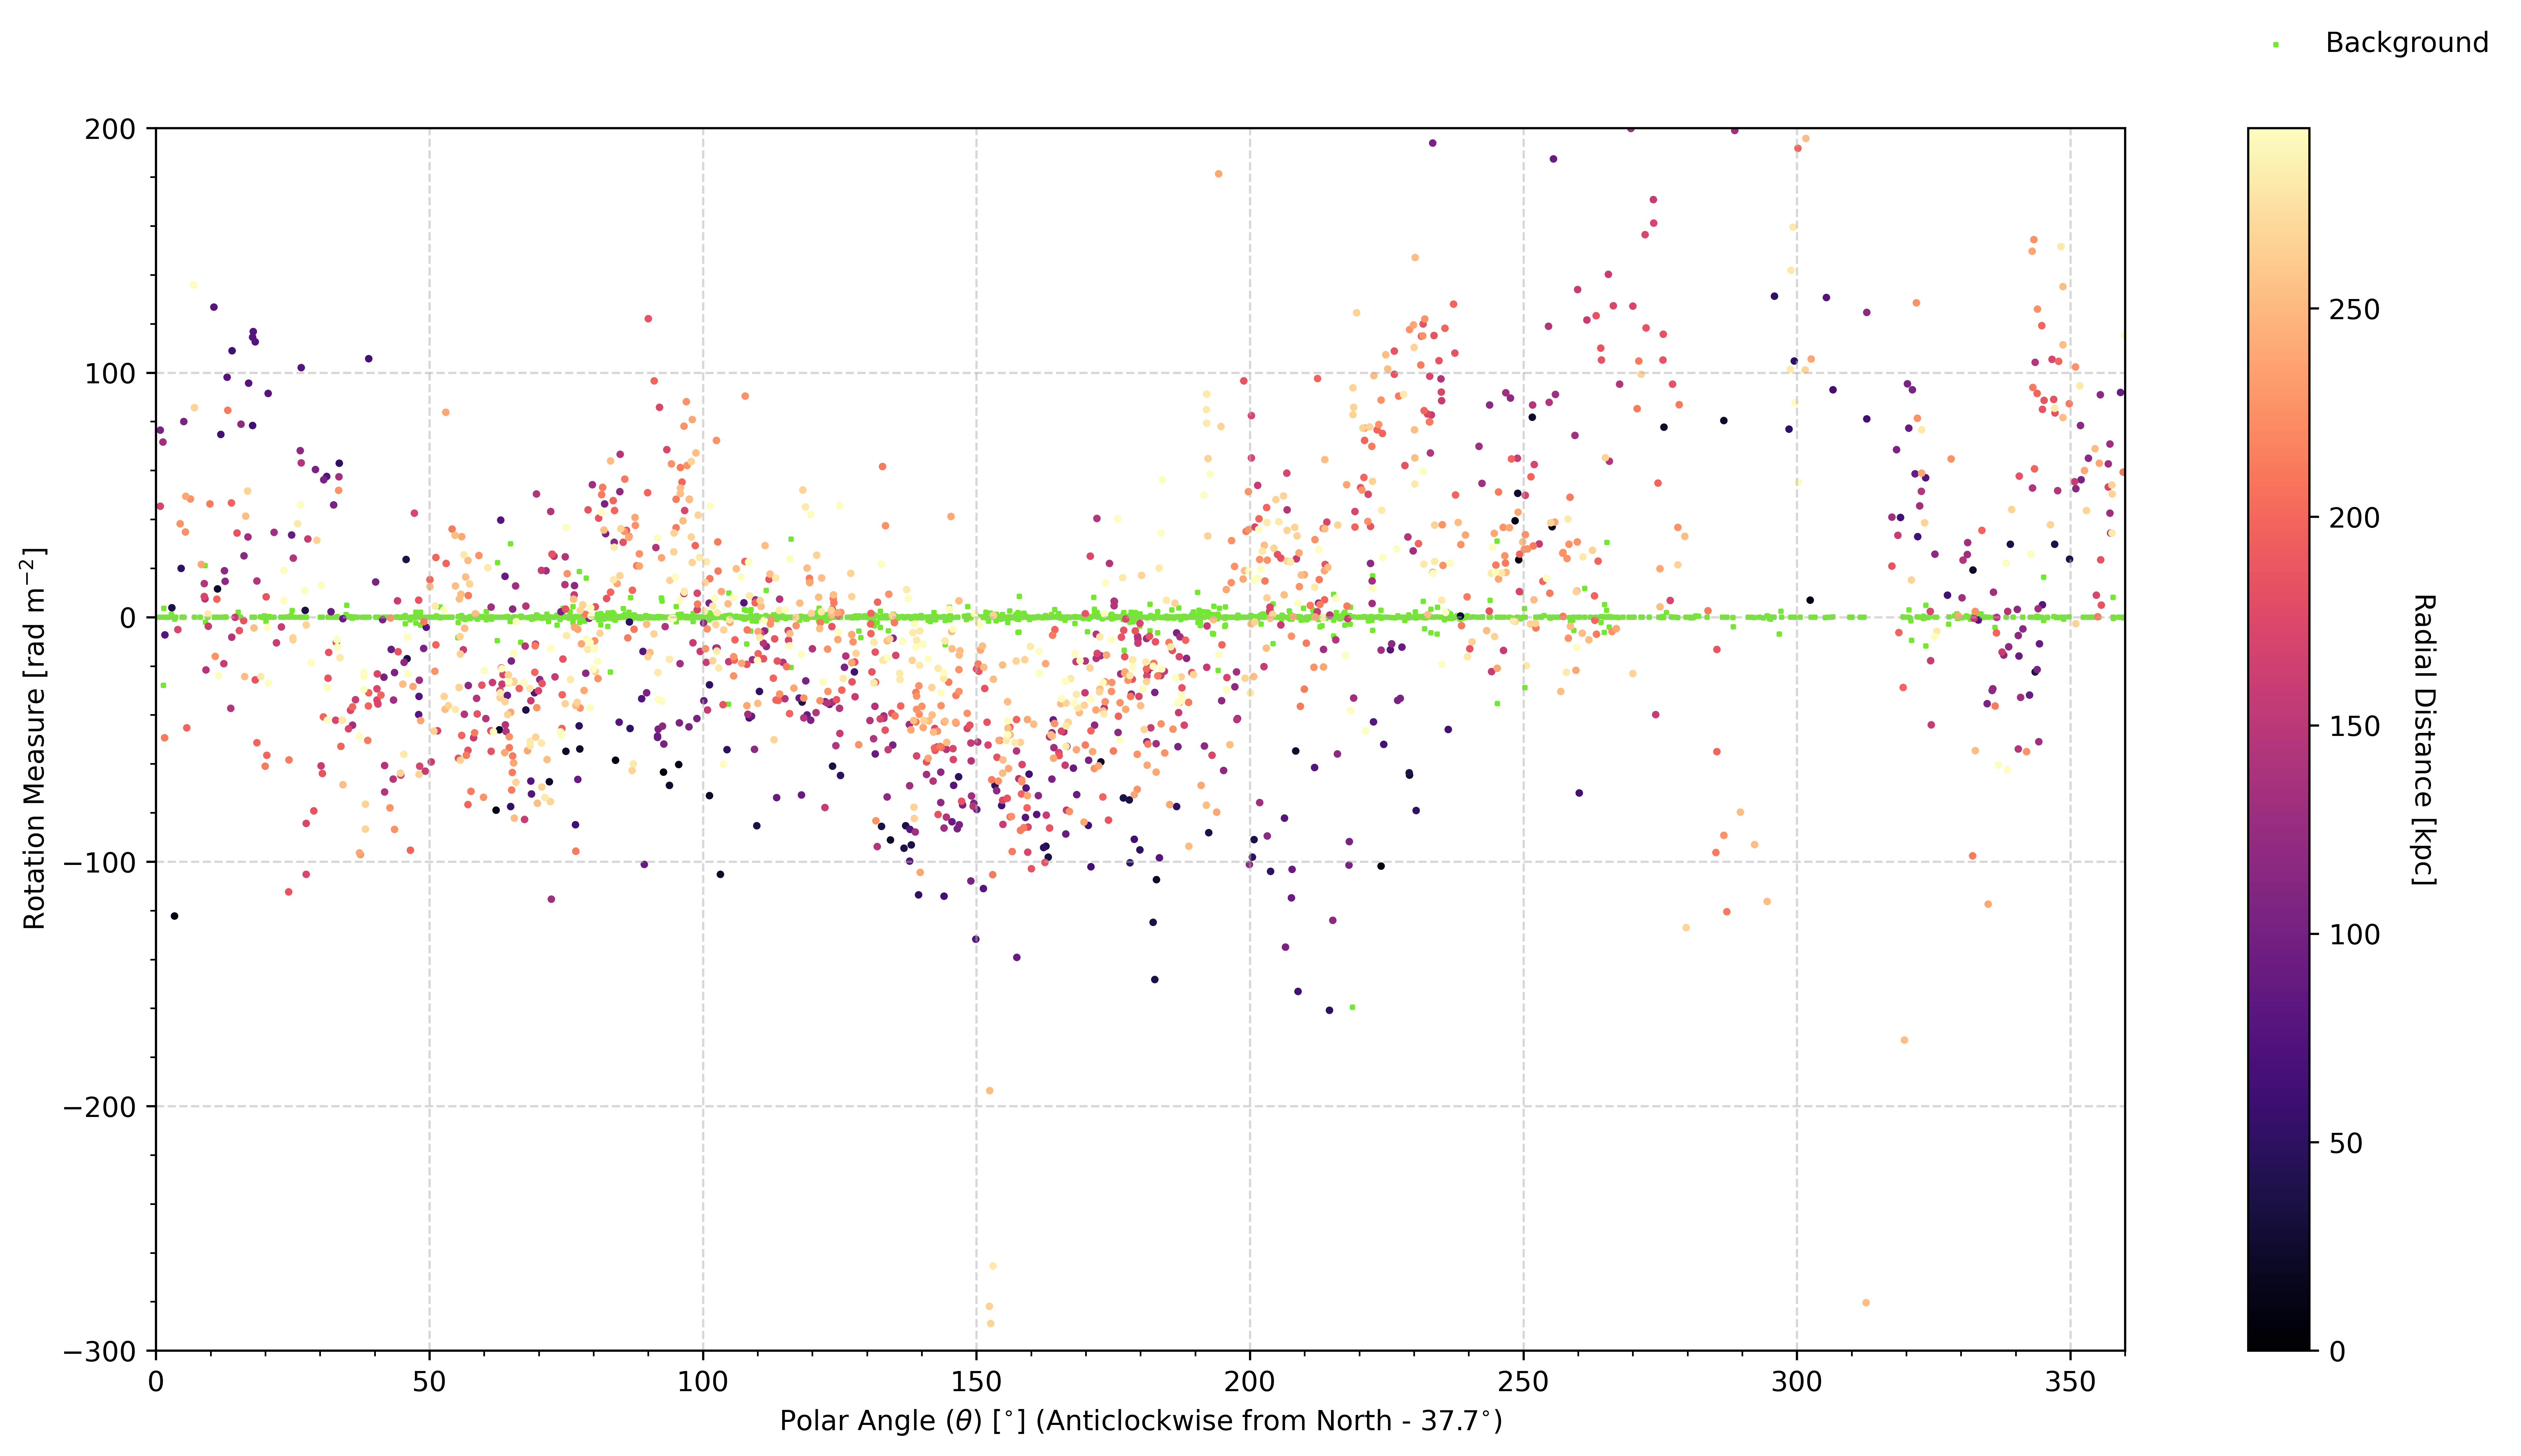 Background
200
100
0
−100
−200
−300
Rotation Measure [rad m⁻²]
0 50 100 150 200 250 300 350
Polar Angle (θ) [°] (Anticlockwise from North - 37.7°)
250
200
150
100
50
0
Radial Distance [kpc]